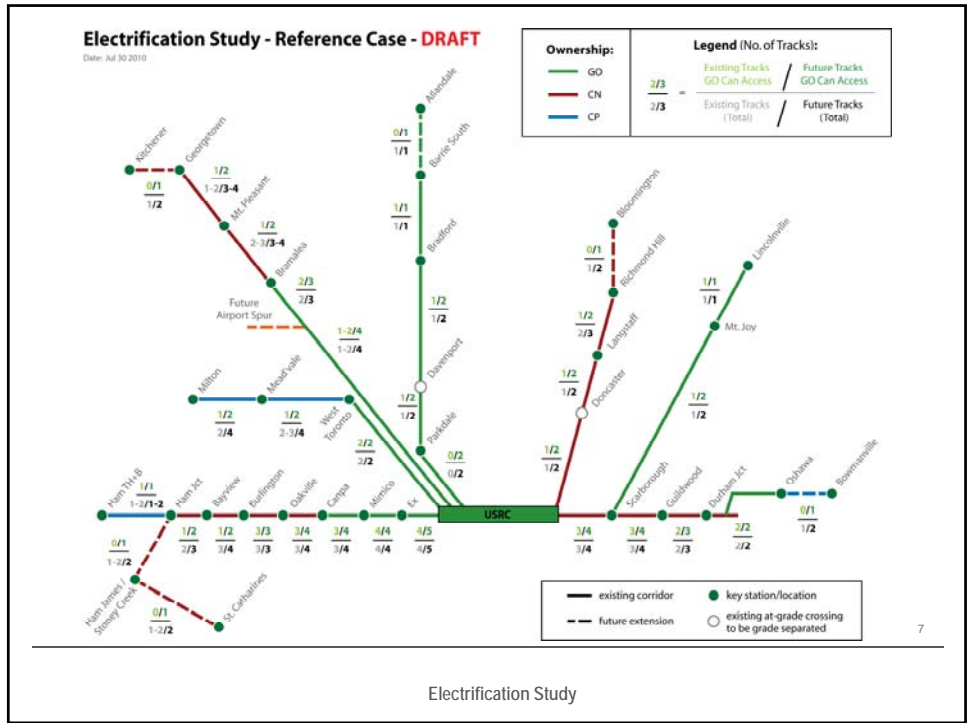 Electrification Study - Reference Case - DRAFT
Date: Jul 30 2010
Ownership:
GO
CN
CP
Legend (No. of Tracks):
2/3
2/3
=
Existing Tracks
GO Can Access
/
Future Tracks
GO Can Access
Existing Tracks
(Total)
/
Future Tracks
(Total)
Kitchener
Georgetown
Mt. Pleasant
Bramalea
0/1
1/2
1/2
1-2/3-4
1/2
2-3/3-4
2/3
2/3
Future
Airport Spur
1-2/4
1-2/4
Allandale
0/1
1/1
Barrie South
1/1
1/1
Bradford
1/2
1/2
Davenport
1/2
1/2
Parkdale
0/2
0/2
Bloomington
0/1
1/2
Richmond Hill
1/2
2/3
Langstaff
1/2
1/2
Doncaster
1/2
1/2
Lincolnville
1/1
1/1
Mt. Joy
1/2
1/2
Milton
Mead'vale
West
Toronto
1/2
2/4
1/2
2-3/4
2/2
2/2
Ham TH+B
1/1
1-2/1-2
Ham Jct
Bayview
Burlington
Oakville
Canpa
Mimico
Ex
USRC
Scarborough
Guildwood
Durham Jct
Oshawa
Bowmanville
0/1
1-2/2
1/2
2/3
1/2
3/4
3/3
3/3
3/4
3/4
3/4
3/4
4/4
4/4
4/5
4/5
3/4
3/4
3/4
3/4
2/3
2/3
2/2
2/2
0/1
1/2
Ham James /
Stoney Creek
0/1
1-2/2
St. Catharines
existing corridor
key station/location
future extension
existing at-grade crossing
to be grade separated
7
Electrification Study